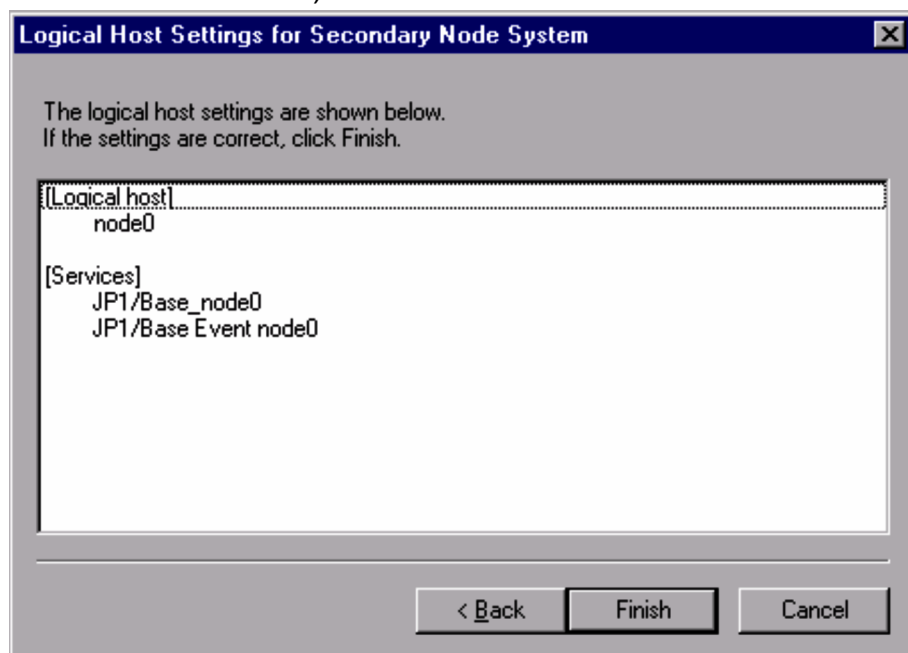 Logical Host Settings for Secondary Node System
The logical host settings are shown below.
If the settings are correct, click Finish.
[Logical host]
node0
[Services]
JP1/Base_node0
JP1/Base Event node0
< Back
Finish
Cancel